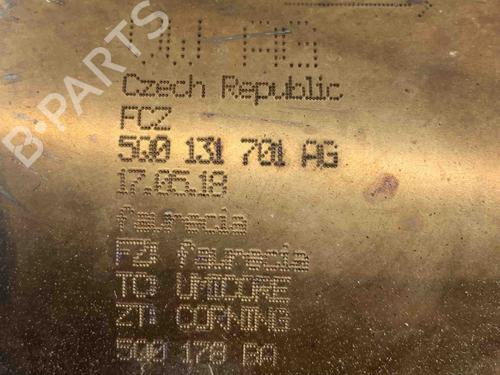 VW AG
Czech Republic
FCZ
5Q0 131 701 AG
17.05.18
faurecia
FZ: faurecia
TC: UMICORE
ZT: CORNING
5Q0 178 BA
B-PARTS